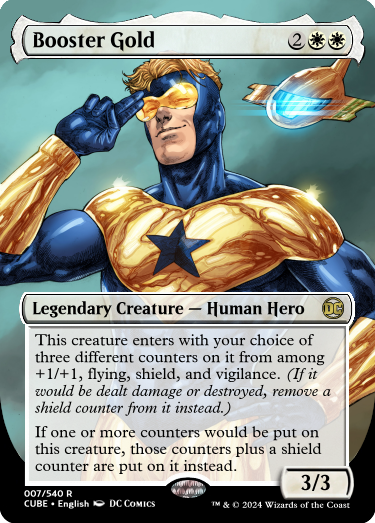 Booster Gold 2
Legendary Creature — Human Hero DC
This creature enters with your choice of
three different counters on it from among
+1/+1, flying, shield, and vigilance. (If it
would be dealt damage or destroyed, remove a
shield counter from it instead.)
If one or more counters would be put on
this creature, those counters plus a shield
counter are put on it instead.
3/3
007/540 R
CUBE • English DC COMICS
™ & © 2024 Wizards of the Coast